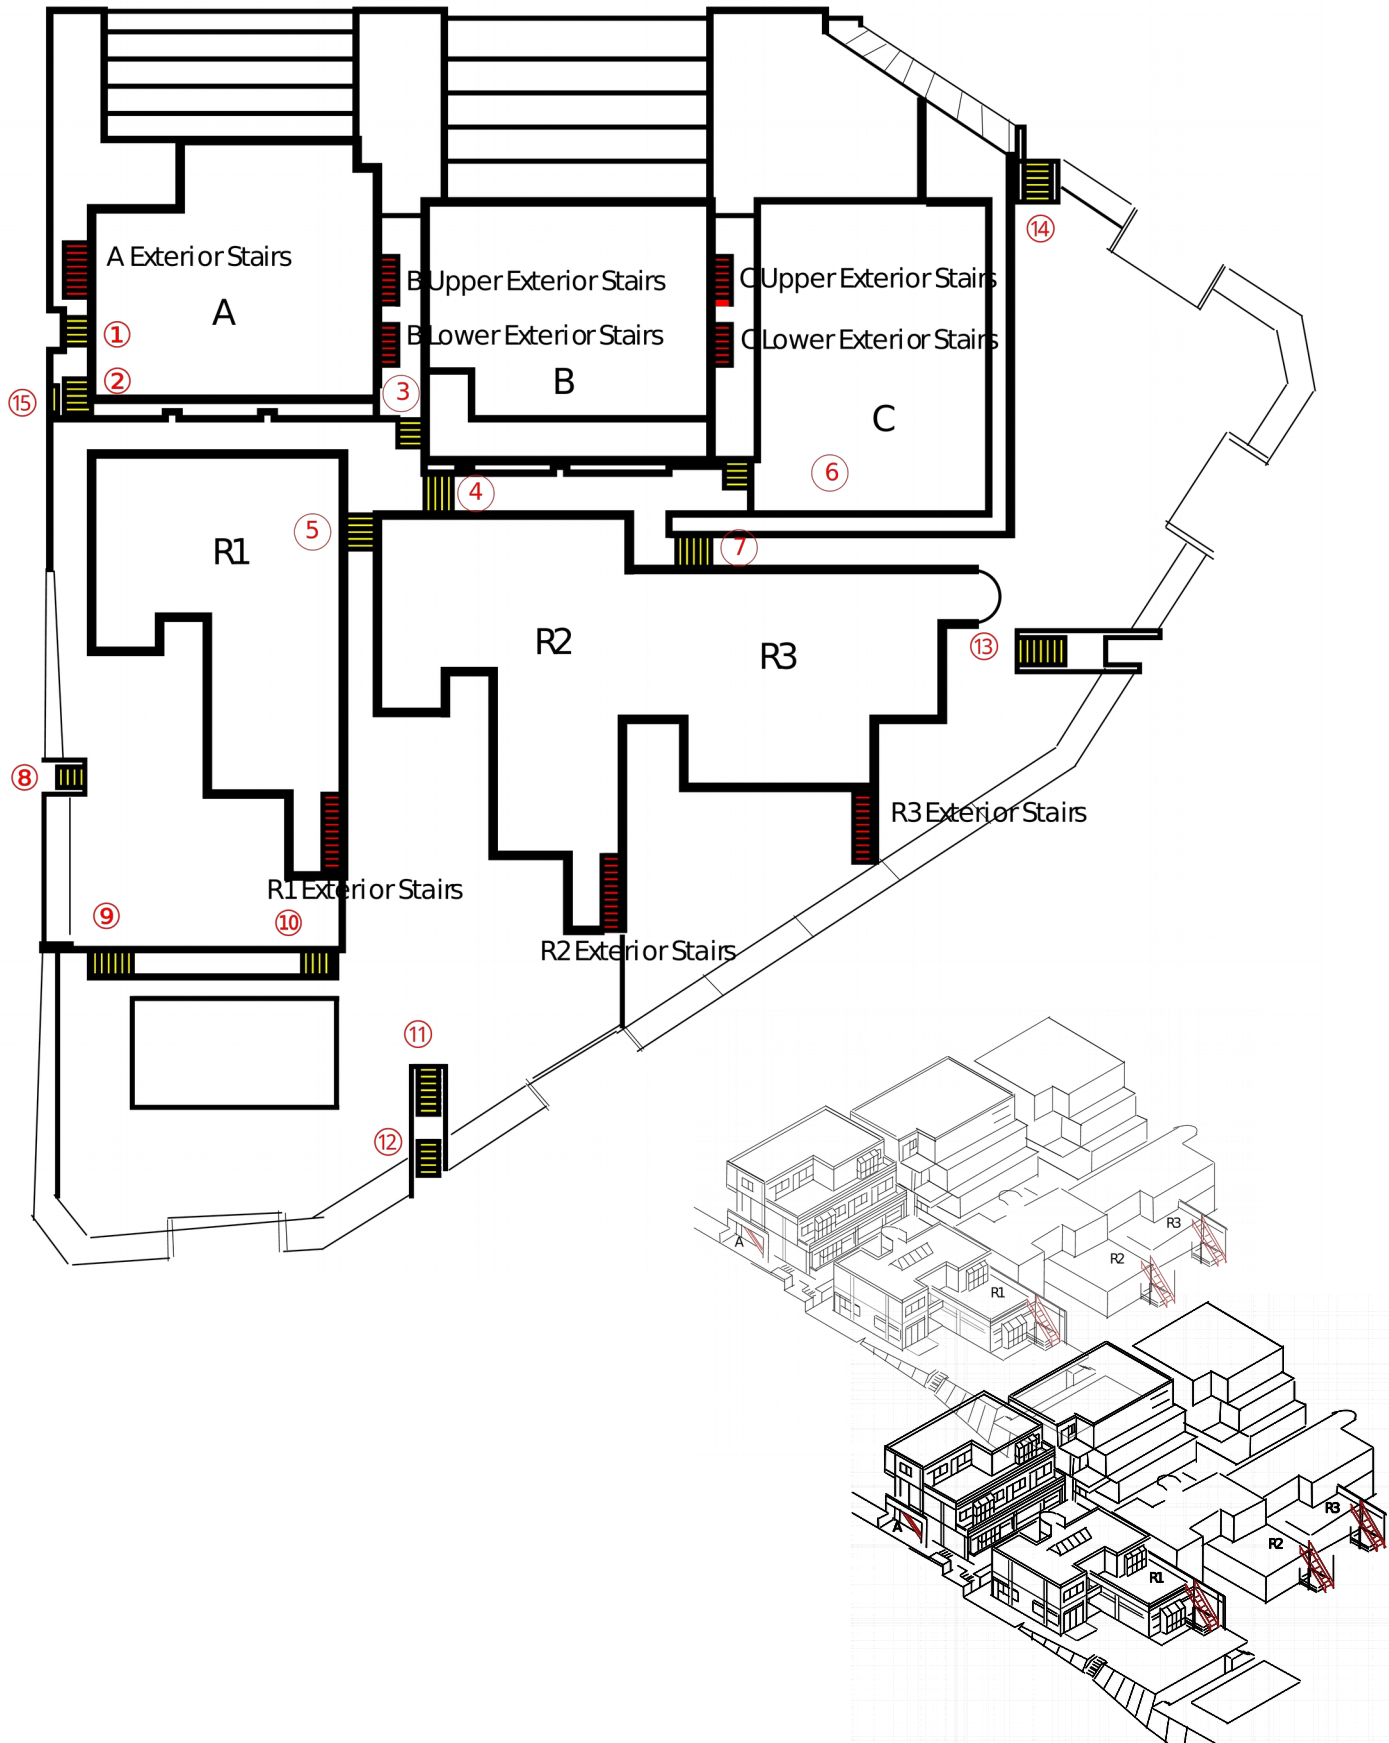 ⑭
A Exterior Stairs
B Upper Exterior Stairs
C Upper Exterior Stairs
A
①
B Lower Exterior Stairs
C Lower Exterior Stairs
②
③
B
⑮
C
⑥
④
⑤
R1
⑦
R2
R3
⑬
⑧
R3 Exterior Stairs
R1 Exterior Stairs
⑨
⑩
R2 Exterior Stairs
⑪
⑫
R3
A
R2
R1
R3
A
R2
R1